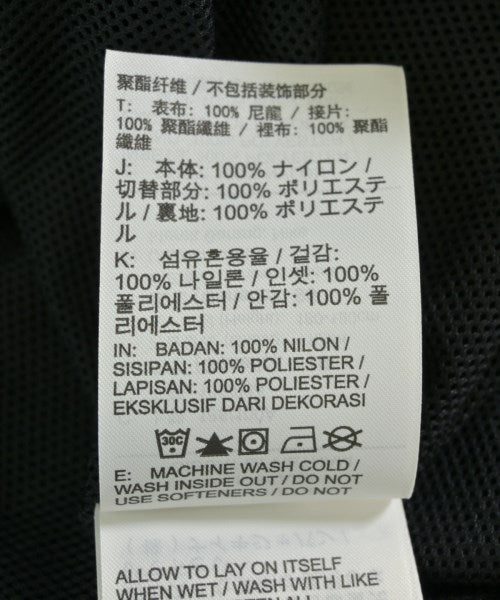 聚酯纤维 / 不包括装饰部分
T: 表布: 100% 尼龍 / 接片:
100% 聚酯纖維 / 裡布: 100% 聚酯
纖維
J: 本体: 100% ナイロン /
切替部分: 100% ポリエステ
ル / 裏地: 100% ポリエステ
ル
K: 섬유혼용율 / 겉감:
100% 나일론 / 인셋: 100%
폴리에스터 / 안감: 100% 폴
리에스터
IN: BADAN: 100% NILON /
SISIPAN: 100% POLIESTER /
LAPISAN: 100% POLIESTER /
EKSKLUSIF DARI DEKORASI
30C
E: MACHINE WASH COLD /
WASH INSIDE OUT / DO NOT
USE SOFTENERS / DO NOT
ALLOW TO LAY ON ITSELF
WHEN WET / WASH WITH LIKE